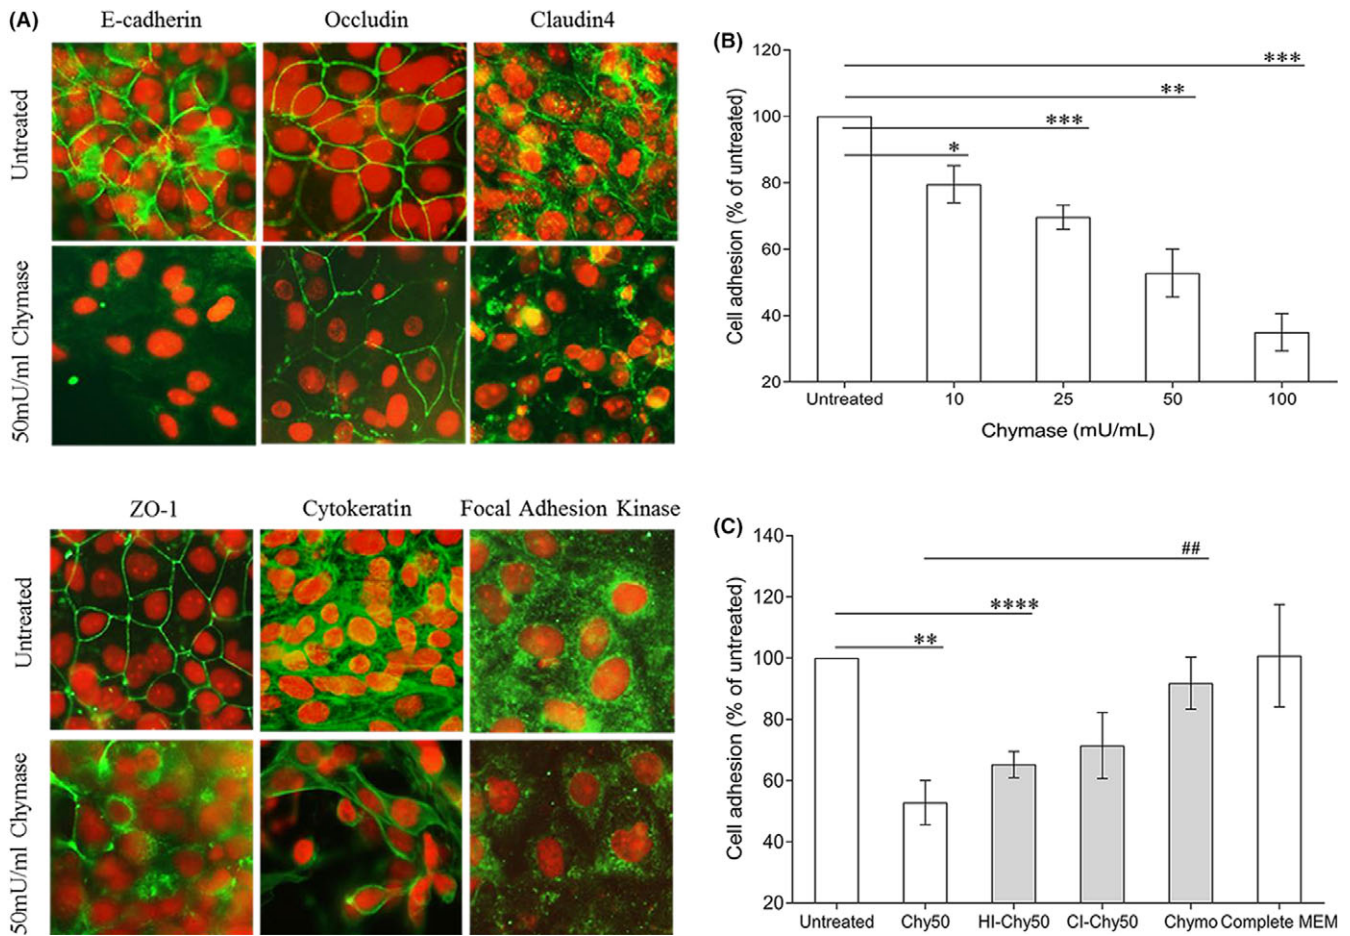 (A)
E-cadherin
Occludin
Claudin4
Untreated
50mU/ml Chymase
ZO-1
Cytokeratin
Focal Adhesion Kinase
Untreated
50mU/ml Chymase
(B)
Cell adhesion (% of untreated)
120
100
80
60
40
20
***
**
***
*
Untreated
10
25
50
100
Chymase (mU/mL)
(C)
Cell adhesion (% of untreated)
140
120
100
80
60
40
20
##
****
**
Untreated
Chy50
HI-Chy50
CI-Chy50
Chymo
Complete MEM